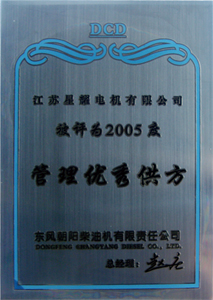 DCD
江苏星耀电机有限公司
被评为2005度
管理优秀供方
东风朝阳柴油机有限责任公司
DONGFENG CHAOYANG DIESEL CO., LTD.
总经理：